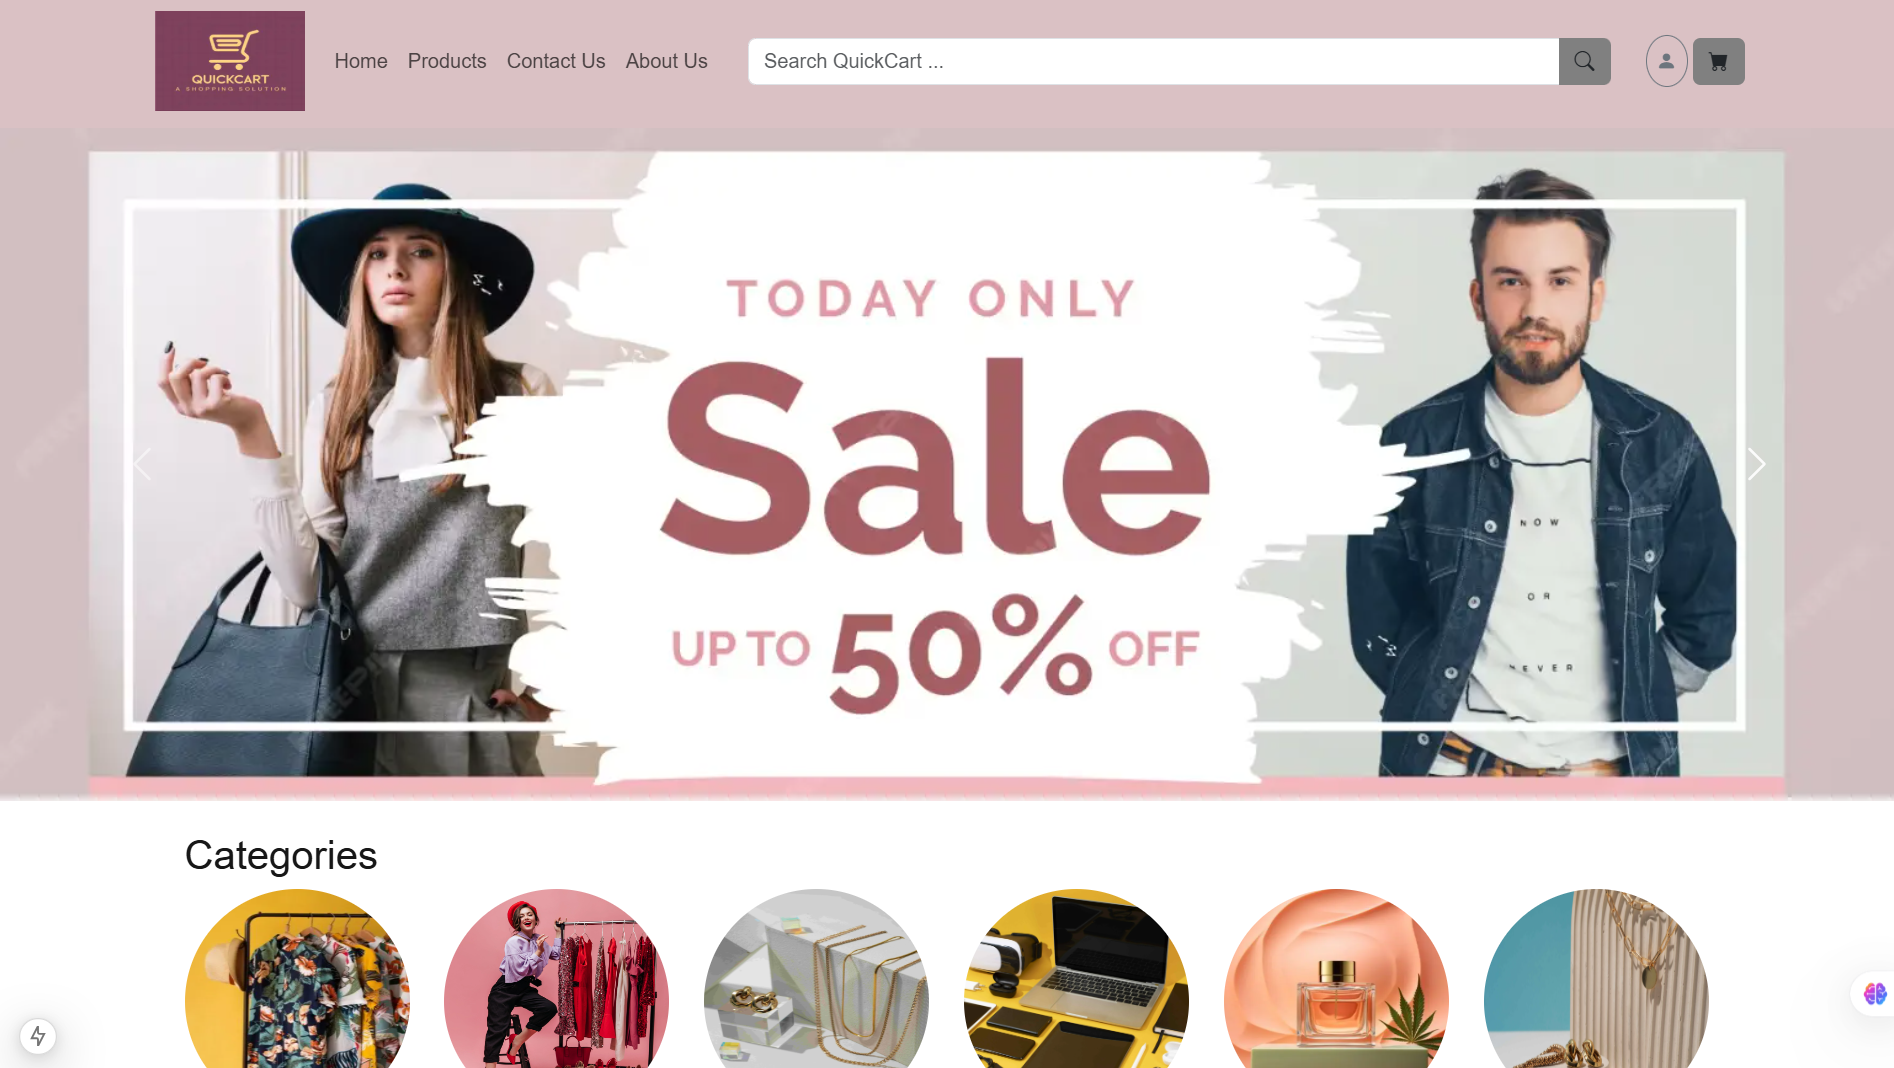 QUICKCART
A SHOPPING SOLUTION
Home Products Contact Us About Us
Search QuickCart ...
TODAY ONLY
Sale
UP TO 50% OFF
NOW
OR
NEVER
Categories